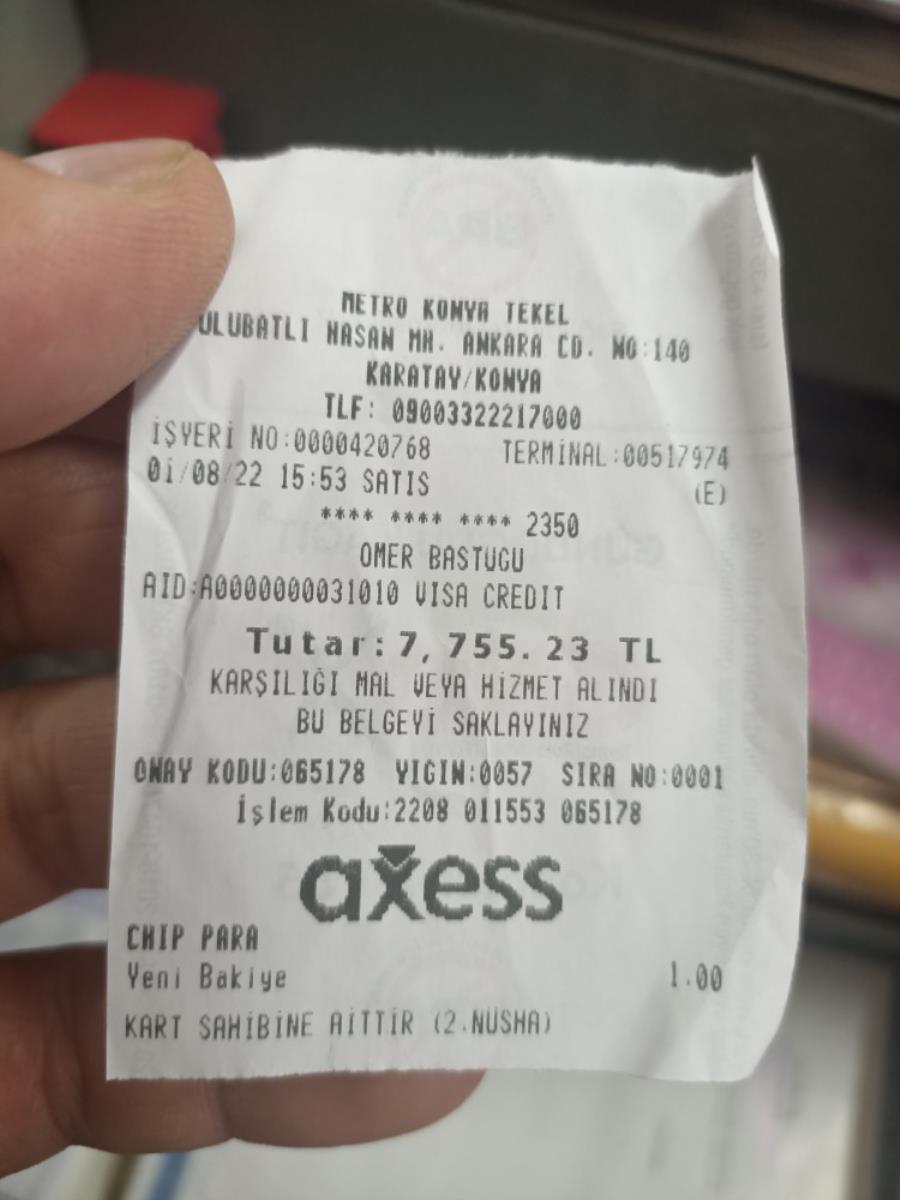 METRO KONYA TEKEL
ULUBATLI HASAN MH. ANKARA CD. NO:140
KARATAY/KONYA
TLF: 09003322217000
İŞYERİ NO:0000420768 TERMİNAL:00517974
01/08/22 15:53 SATIS (E)
**** **** **** 2350
OMER BASTUGU
AID:A0000000031010 VISA CREDIT
Tutar:7,755.23 TL
KARŞILIĞI MAL VEYA HİZMET ALINDI
BU BELGEYİ SAKLAYINIZ
ONAY KODU:065178 YIGIN:0057 SIRA NO:0001
İşlem Kodu:2208 011553 065178
axess
CHIP PARA
Yeni Bakiye 1.00
KART SAHİBİNE AİTTİR (2.NUSHA)